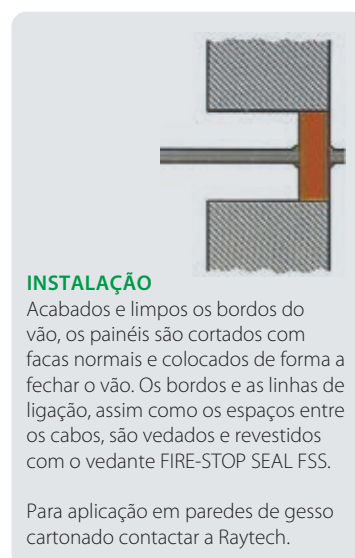 INSTALAÇÃO
Acabados e limpos os bordos do
vão, os painéis são cortados com
facas normais e colocados de forma a
fechar o vão. Os bordos e as linhas de
ligação, assim como os espaços entre
os cabos, são vedados e revestidos
com o vedante FIRE-STOP SEAL FSS.
Para aplicação em paredes de gesso
cartonado contactar a Raytech.